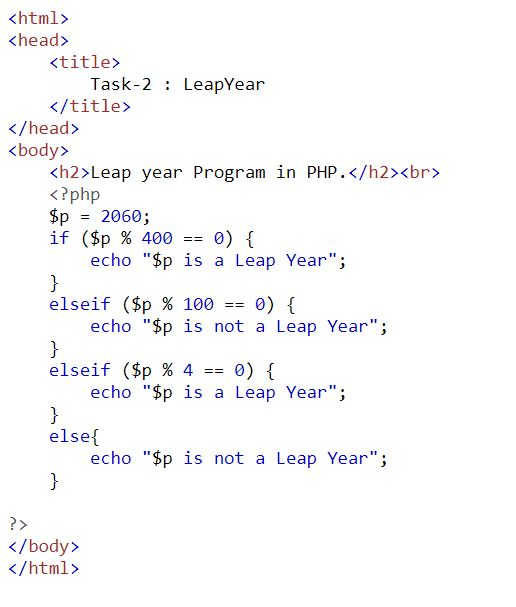 <html>
<head>
    <title>
        Task-2 : LeapYear
    </title>
</head>
<body>
    <h2>Leap year Program in PHP.</h2><br>
    <?php
    $p = 2060;
    if ($p % 400 == 0) {
        echo "$p is a Leap Year";
    }
    elseif ($p % 100 == 0) {
        echo "$p is not a Leap Year";
    }
    elseif ($p % 4 == 0) {
        echo "$p is a Leap Year";
    }
    else{
        echo "$p is not a Leap Year";
    }

?>
</body>
</html>